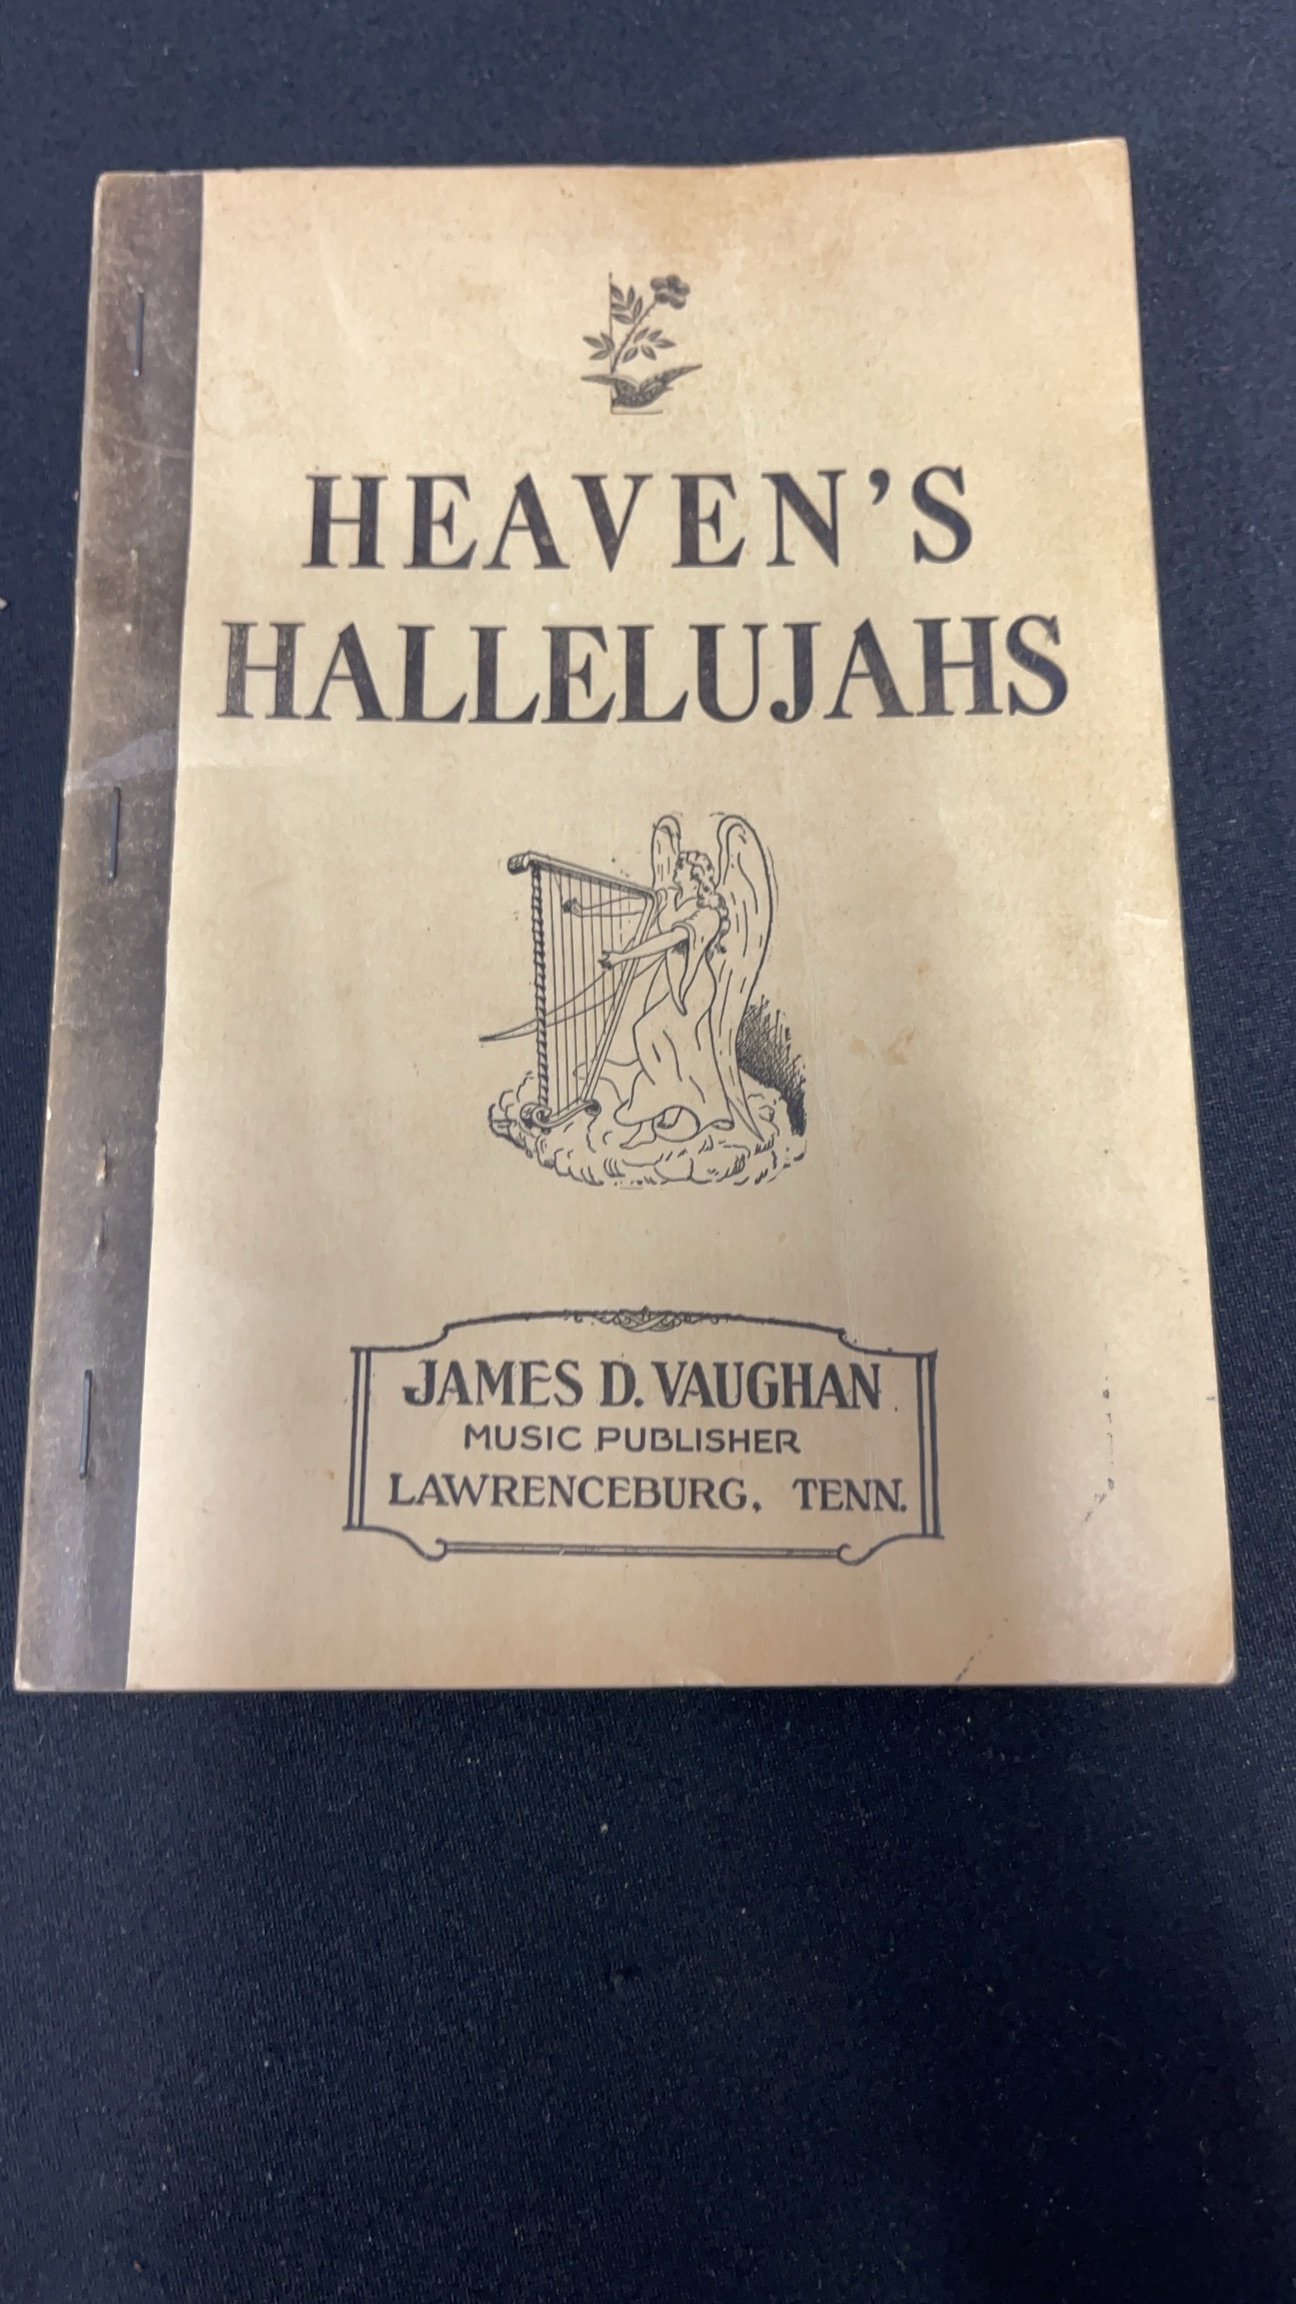 HEAVEN'S
HALLELUJAHS
JAMES D. VAUGHAN
MUSIC PUBLISHER
LAWRENCEBURG, TENN.